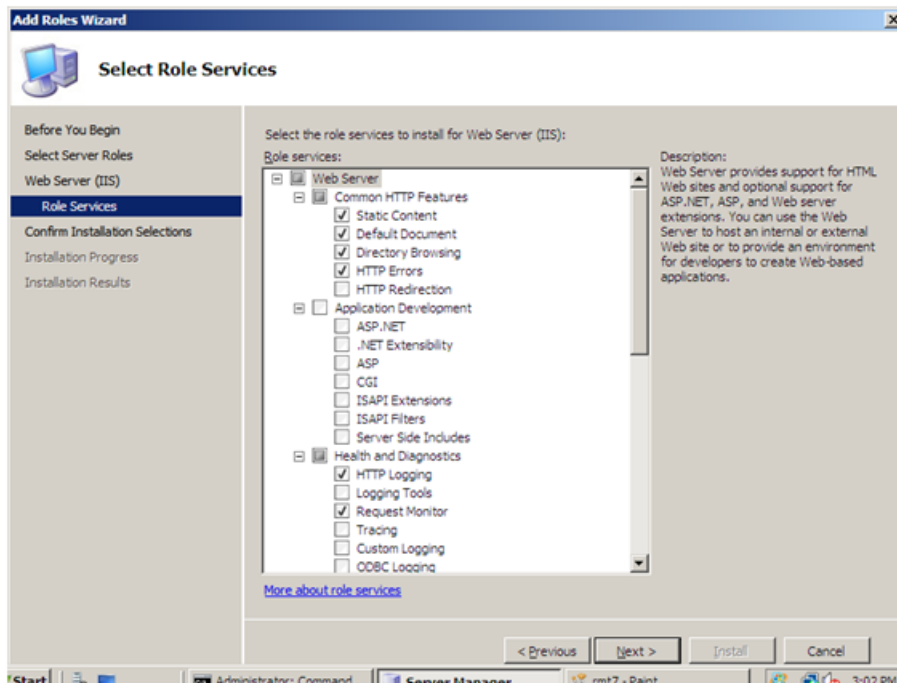 Add Roles Wizard
Select Role Services
Before You Begin
Select Server Roles
Web Server (IIS)
Role Services
Confirm Installation Selections
Installation Progress
Installation Results
Select the role services to install for Web Server (IIS):
Role services:
Web Server
Common HTTP Features
Static Content
Default Document
Directory Browsing
HTTP Errors
HTTP Redirection
Application Development
ASP.NET
.NET Extensibility
ASP
CGI
ISAPI Extensions
ISAPI Filters
Server Side Includes
Health and Diagnostics
HTTP Logging
Logging Tools
Request Monitor
Tracing
Custom Logging
ODBC Logging
More about role services
Description:
Web Server provides support for HTML
Web sites and optional support for
ASP.NET, ASP, and Web server
extensions. You can use the Web
Server to host an internal or external
Web site or to provide an environment
for developers to create Web-based
applications.
< Previous
Next >
Install
Cancel
Start
Administrator: Command
Server Manager
rmt7 - Paint
3:02 PM